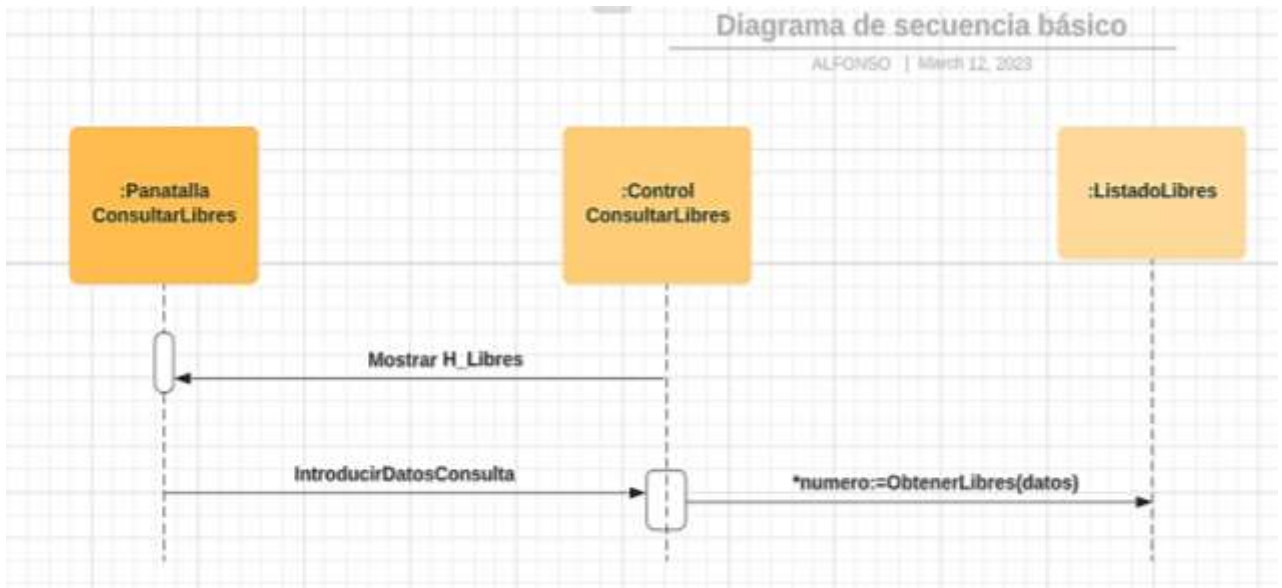 Diagrama de secuencia básico
ALFONSO | March 12, 2023
:Panatalla
ConsultarLibres
:Control
ConsultarLibres
:ListadoLibres
Mostrar H_Libres
IntroducirDatosConsulta
*numero:=ObtenerLibres(datos)